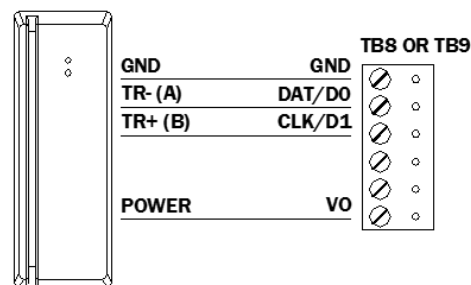 TB8 OR TB9
GND GND
TR- (A) DAT/D0
TR+ (B) CLK/D1
POWER VO